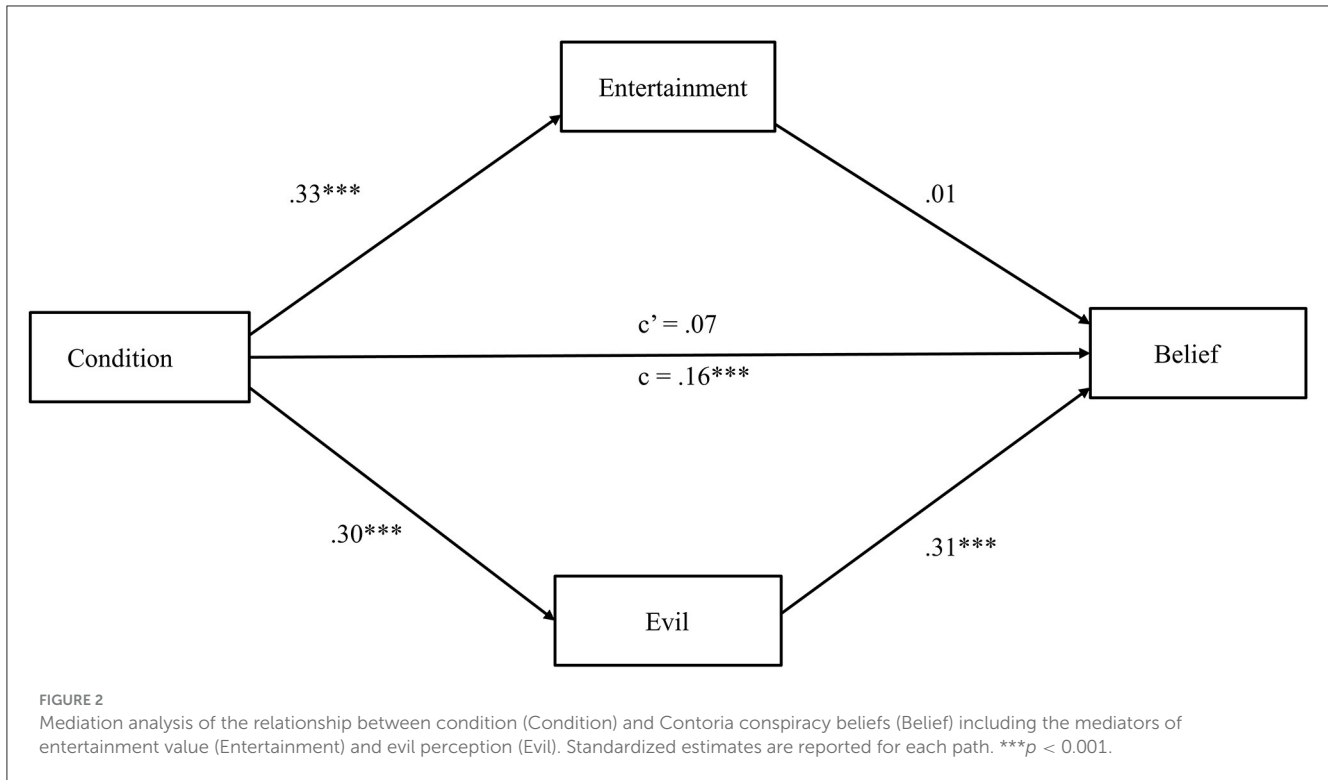 Entertainment
.33***
.01
c’ = .07
Condition
Belief
c = .16***
.30***
.31***
Evil
FIGURE 2
Mediation analysis of the relationship between condition (Condition) and Contoria conspiracy beliefs (Belief) including the mediators of
entertainment value (Entertainment) and evil perception (Evil). Standardized estimates are reported for each path. ***p < 0.001.